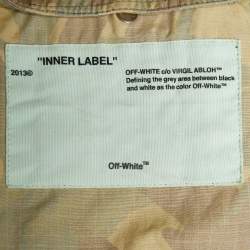 "INNER LABEL"
2013©
OFF-WHITE c/o VIRGIL ABLOH™
Defining the grey area between black
and white as the color Off-White™
Off-White™